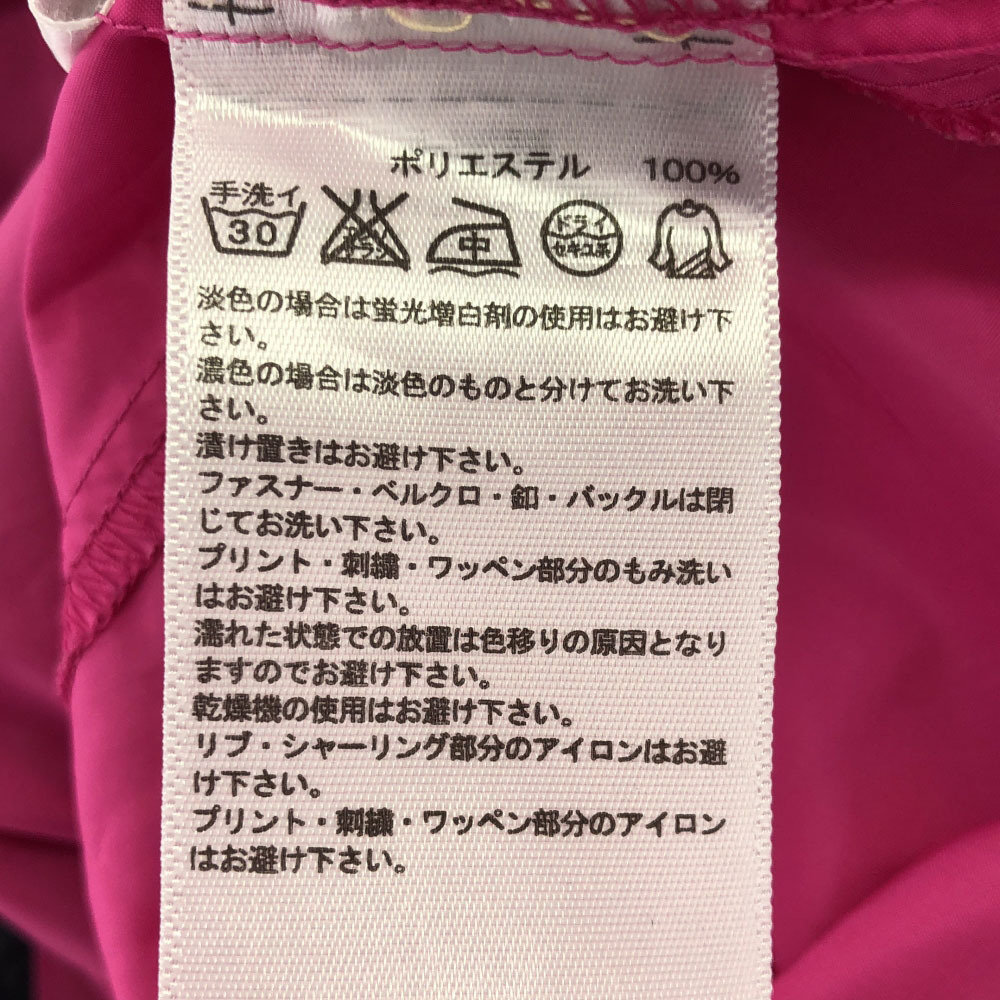 ポリエステル 100%
手洗イ
30
エンソ
サラシ
中
ドライ
セキユ系
淡色の場合は蛍光増白剤の使用はお避け下
さい。
濃色の場合は淡色のものと分けてお洗い下
さい。
漬け置きはお避け下さい。
ファスナー・ベルクロ・釦・バックルは閉
じてお洗い下さい。
プリント・刺繍・ワッペン部分のもみ洗い
はお避け下さい。
濡れた状態での放置は色移りの原因となり
ますのでお避け下さい。
乾燥機の使用はお避け下さい。
リブ・シャーリング部分のアイロンはお避
け下さい。
プリント・刺繍・ワッペン部分のアイロン
はお避け下さい。